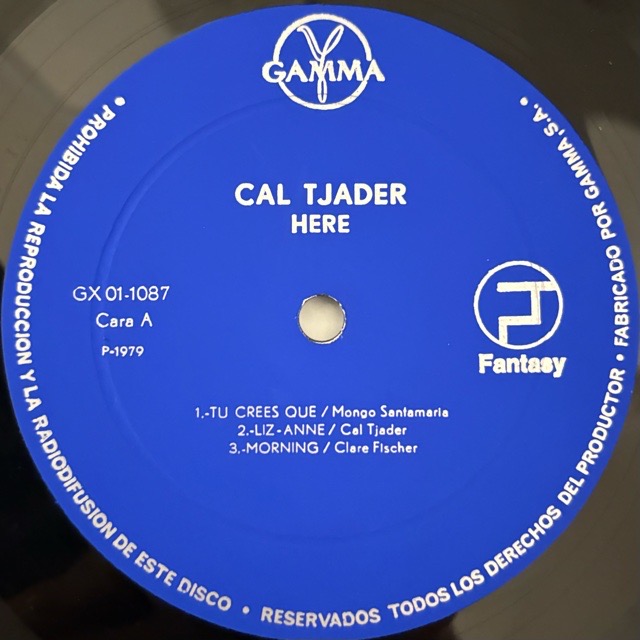 GAMMA
CAL TJADER
HERE
GX 01-1087
Cara A
P-1979
Fantasy
1.-TU CREES QUE / Mongo Santamaria
2.-LIZ-ANNE / Cal Tjader
3.-MORNING / Clare Fischer
• PROHIBIDA LA REPRODUCCION Y LA RADIODIFUSION DE ESTE DISCO • RESERVADOS TODOS LOS DERECHOS DEL PRODUCTOR • FABRICADO POR GAMMA, S.A. •